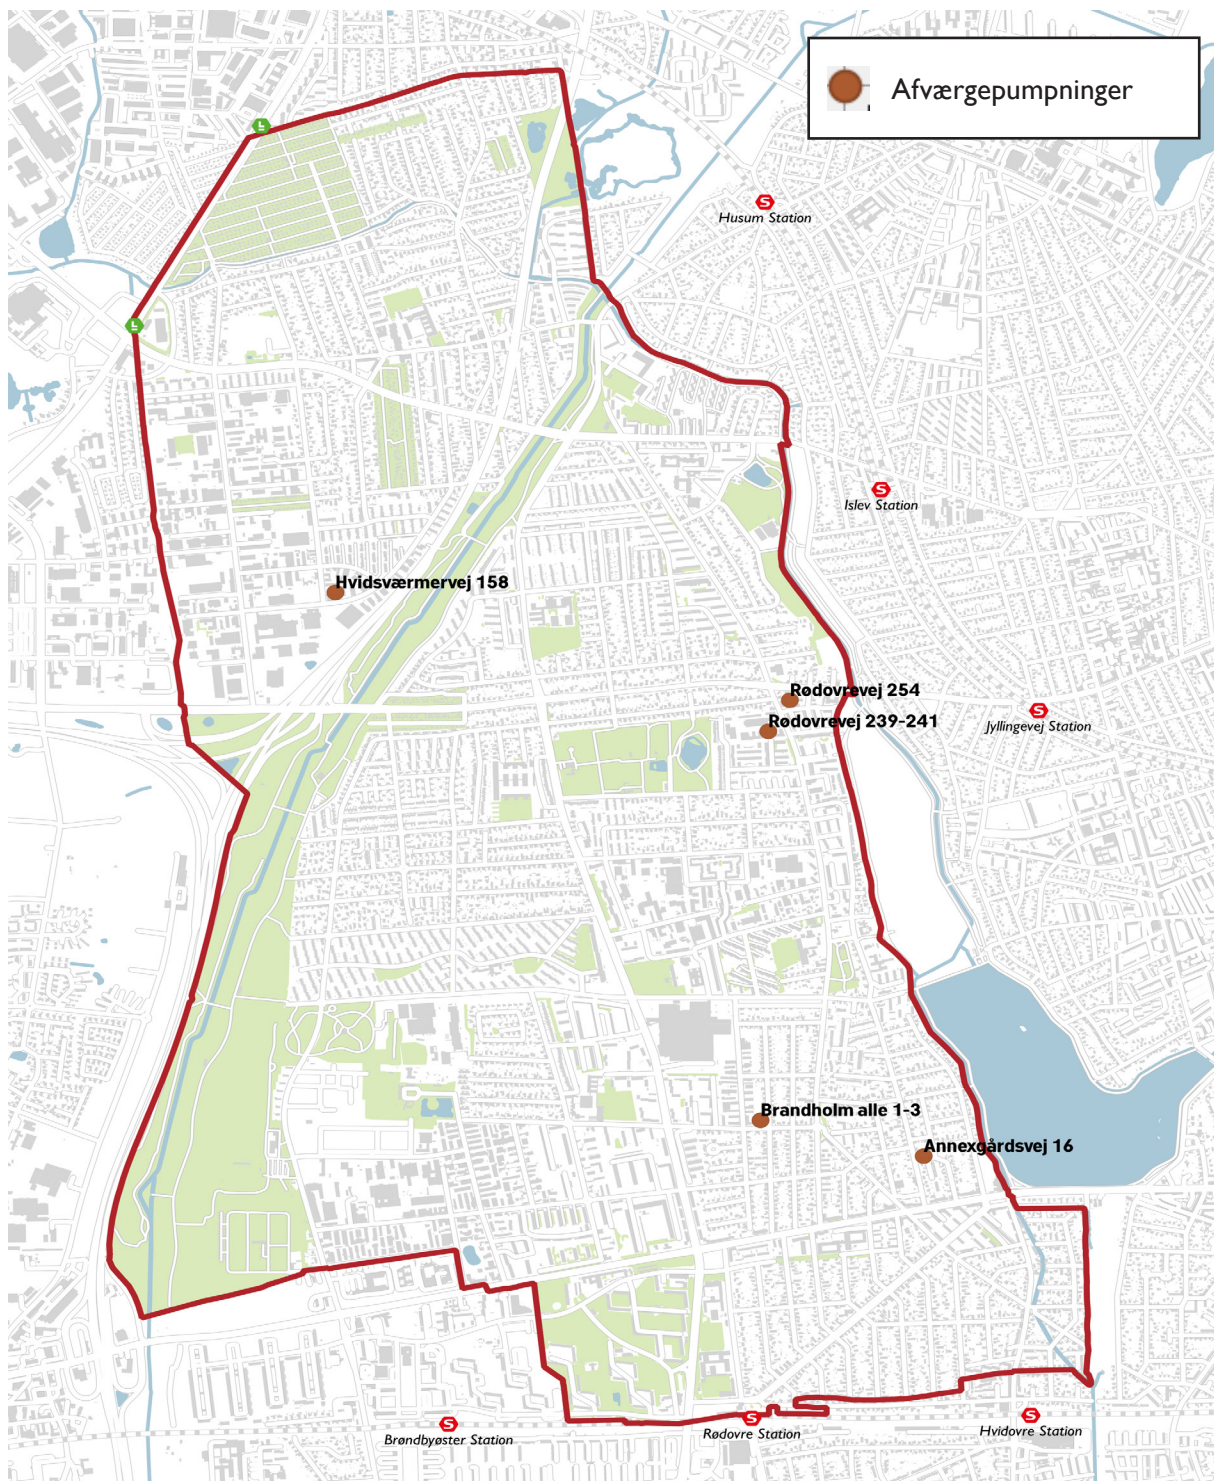 Afværgepumpninger
S
Husum Station
S
Islev Station
Hvidsværmervej 158
Rødovrevej 254
Rødovrevej 239-241
S
Jyllingevej Station
Brandholm alle 1-3
Annexgårdsvej 16
S
Brøndbyøster Station
S
Rødovre Station
S
Hvidovre Station